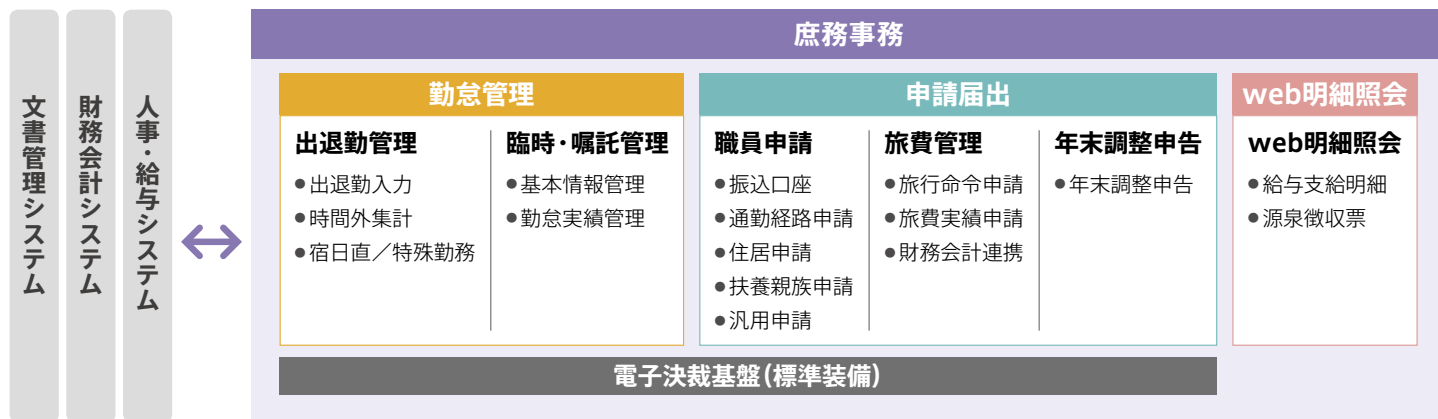 文書管理システム
財務会計システム
人事・給与システム
庶務事務
勤怠管理
出退勤管理
●出退勤入力
●時間外集計
●宿日直／特殊勤務
臨時・嘱託管理
●基本情報管理
●勤怠実績管理
申請届出
職員申請
●振込口座
●通勤経路申請
●住居申請
●扶養親族申請
●汎用申請
旅費管理
●旅行命令申請
●旅費実績申請
●財務会計連携
年末調整申告
●年末調整申告
web明細照会
web明細照会
●給与支給明細
●源泉徴収票
電子決裁基盤（標準装備）